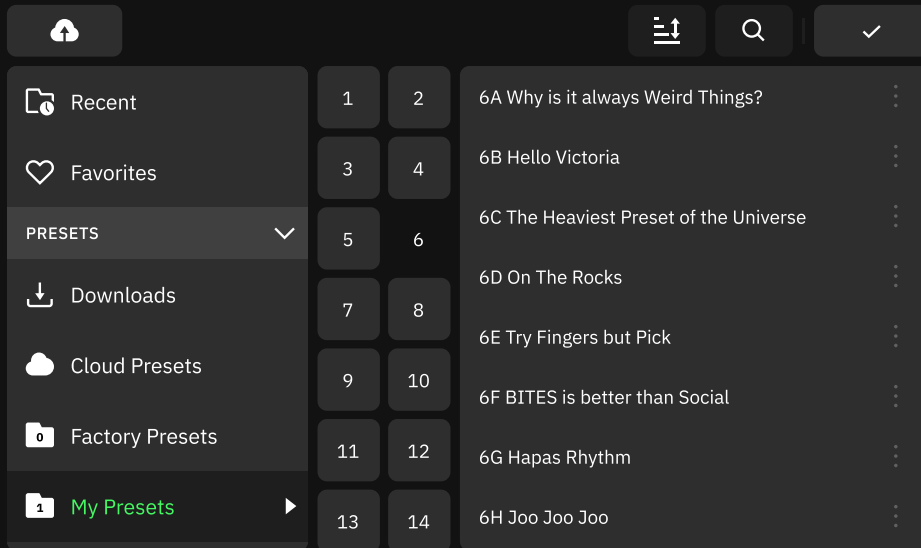 Recent
Favorites
PRESETS
Downloads
Cloud Presets
0 Factory Presets
1 My Presets
1 2
3 4
5 6
7 8
9 10
11 12
13 14
6A Why is it always Weird Things?
6B Hello Victoria
6C The Heaviest Preset of the Universe
6D On The Rocks
6E Try Fingers but Pick
6F BITES is better than Social
6G Hapas Rhythm
6H Joo Joo Joo